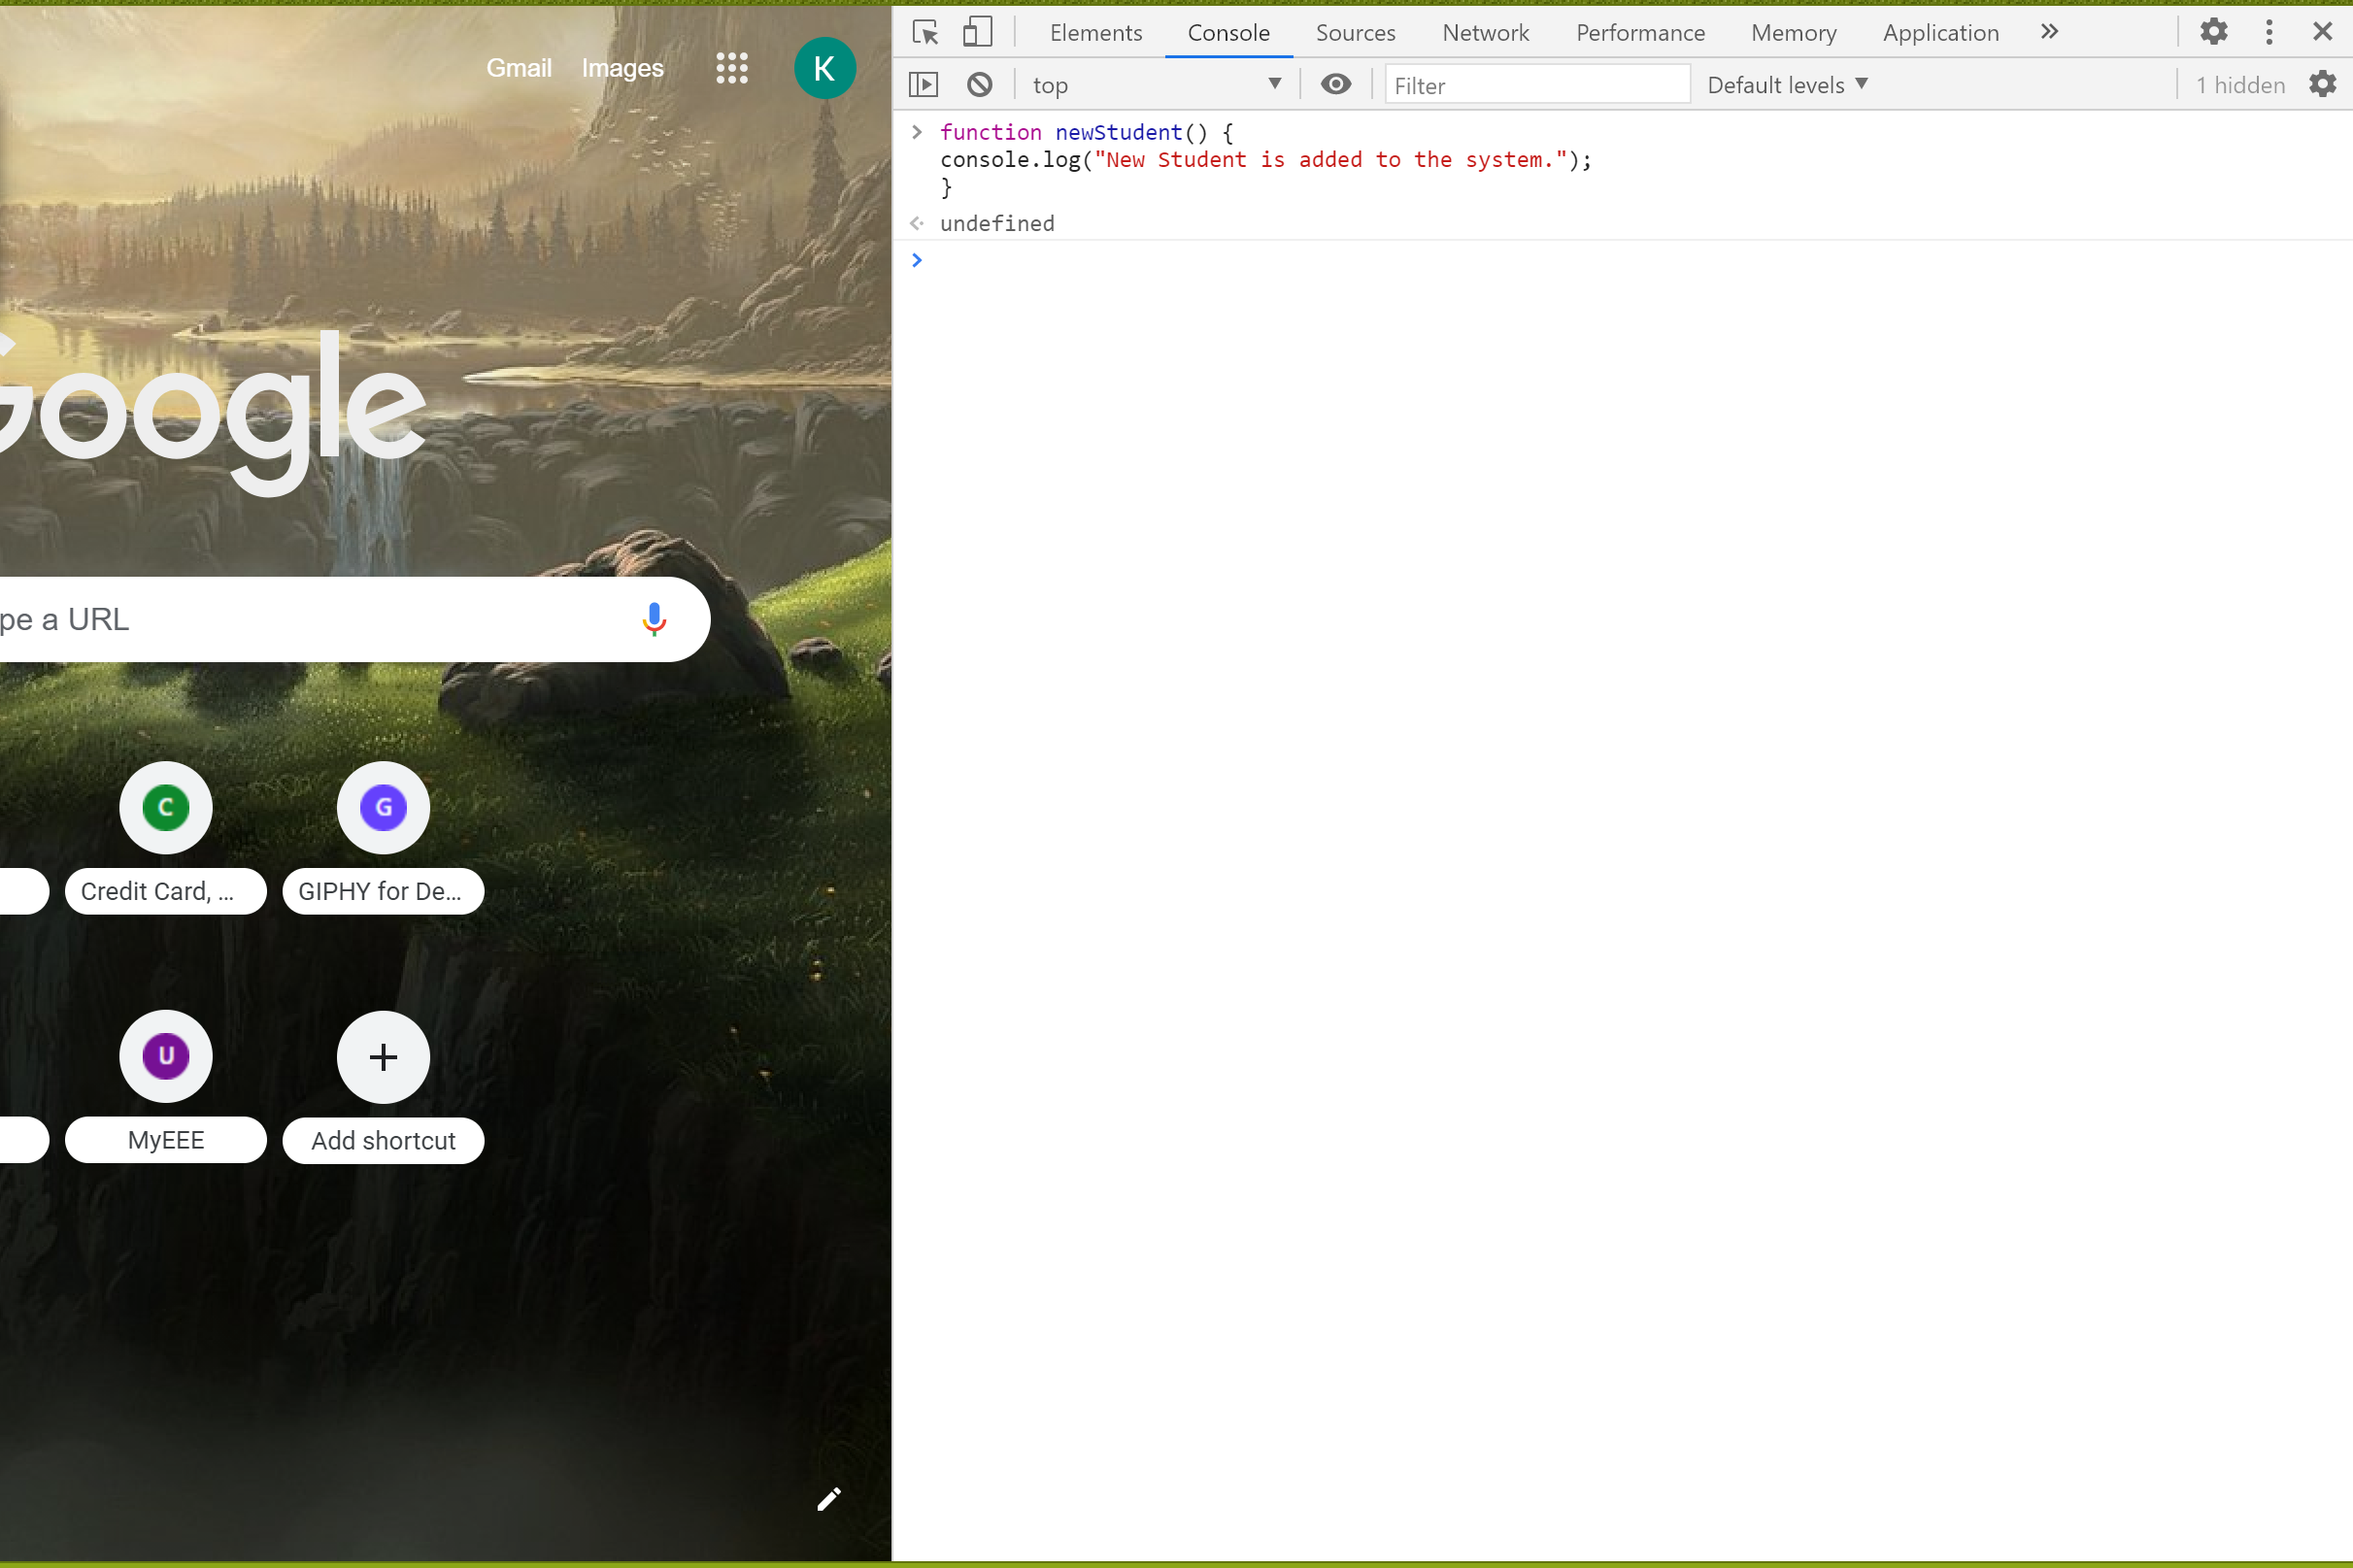 Gmail Images K
Google
pe a URL
C G
Credit Card, ... GIPHY for De...
U
MyEEE Add shortcut
Elements Console Sources Network Performance Memory Application
top Filter Default levels 1 hidden
function newStudent() {
console.log("New Student is added to the system.");
}
undefined